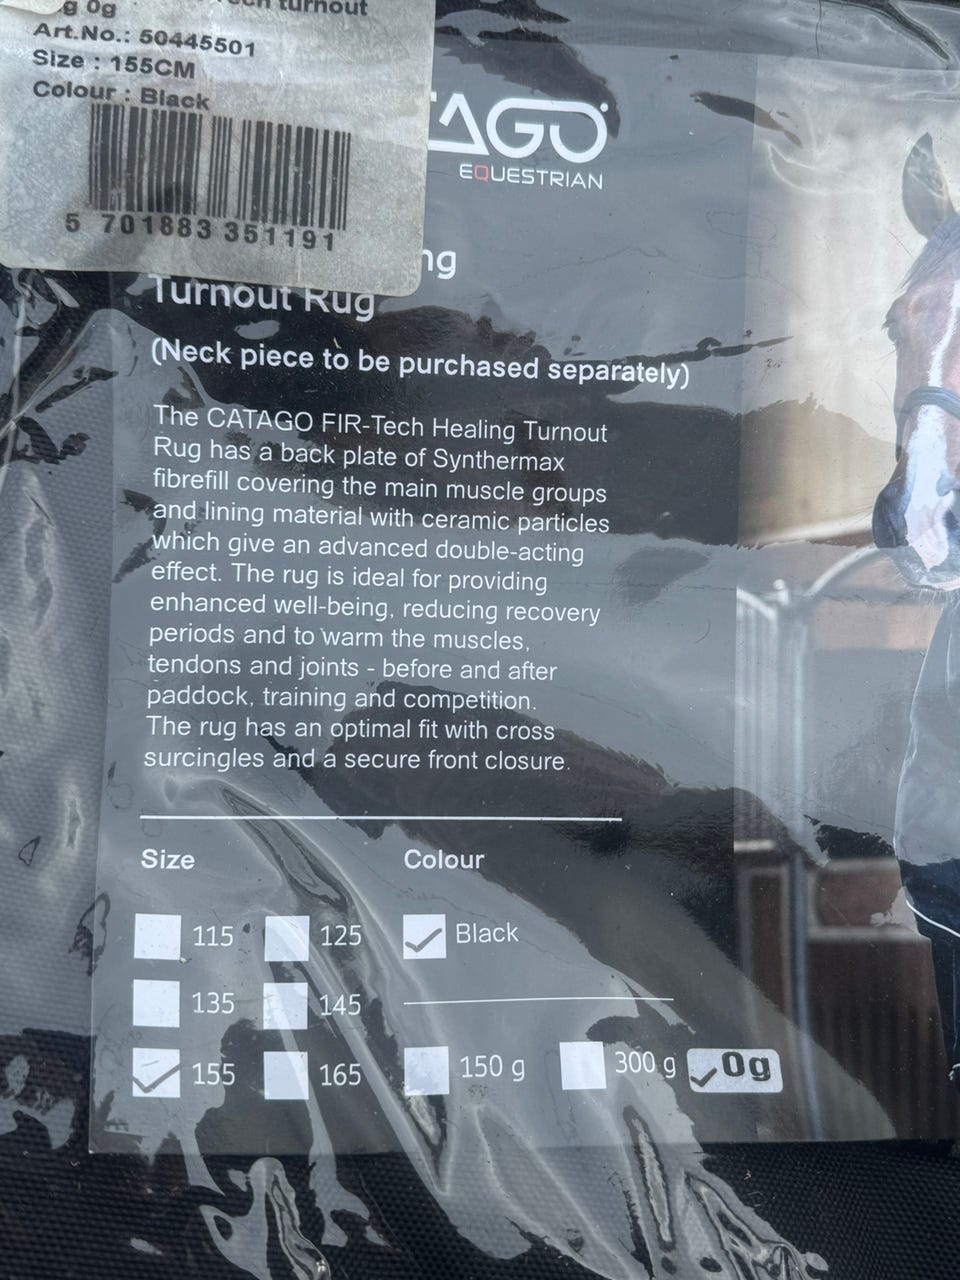 g 0g turnout
Art.No.: 50445501
Size : 155CM
Colour : Black
5 701883 351191
TAGO
EQUESTRIAN
ng
Turnout Rug
(Neck piece to be purchased separately)
The CATAGO FIR-Tech Healing Turnout
Rug has a back plate of Synthermax
fibrefill covering the main muscle groups
and lining material with ceramic particles
which give an advanced double-acting
effect. The rug is ideal for providing
enhanced well-being, reducing recovery
periods and to warm the muscles,
tendons and joints - before and after
paddock, training and competition.
The rug has an optimal fit with cross
surcingles and a secure front closure.
Size Colour
115 125 Black
135 145
155 165 150 g 300 g 0g